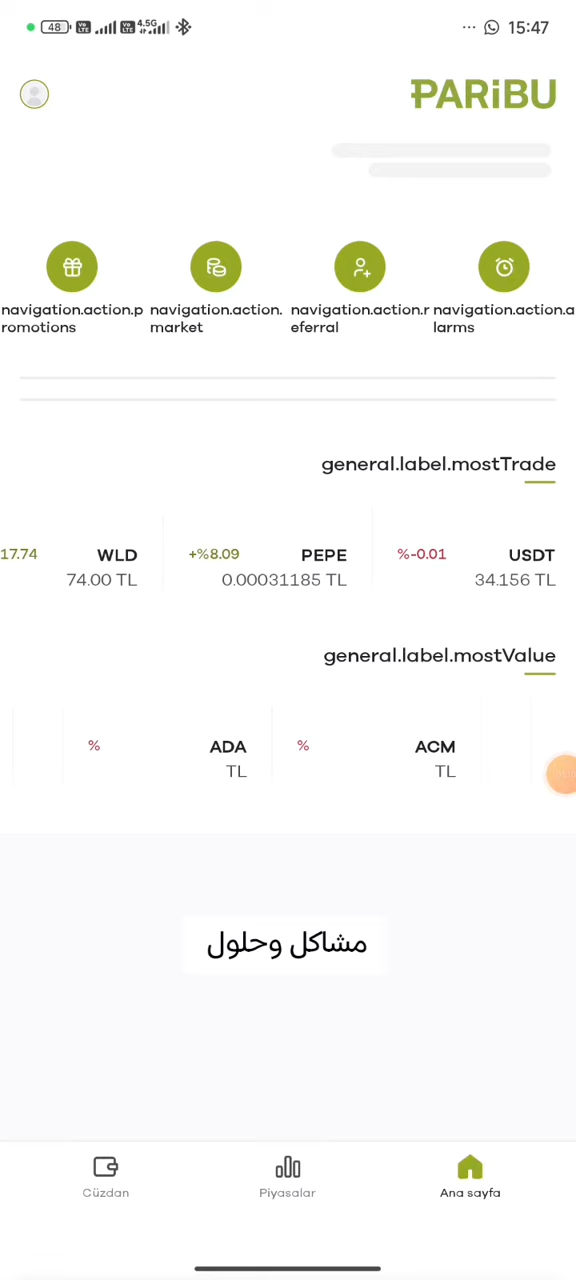 48 4.5G 15:47
PARiBU
navigation.action.p
romotions
navigation.action.
market
navigation.action.r
eferral
navigation.action.a
larms
general.label.mostTrade
17.74 WLD +%8.09 PEPE %-0.01 USDT
74.00 TL 0.00031185 TL 34.156 TL
general.label.mostValue
% ADA % ACM
TL TL
مشاكل وحلول
Cüzdan Piyasalar Ana sayfa